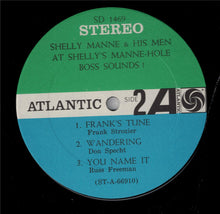 SD 1469
STEREO
SHELLY MANNE & HIS MEN
AT SHELLY'S MANNE-HOLE
BOSS SOUNDS!
ATLANTIC
SIDE
2
A
1. FRANK'S TUNE
Frank Strozier
2. WANDERING
Don Specht
3. YOU NAME IT
Russ Freeman
(ST-A-66910)